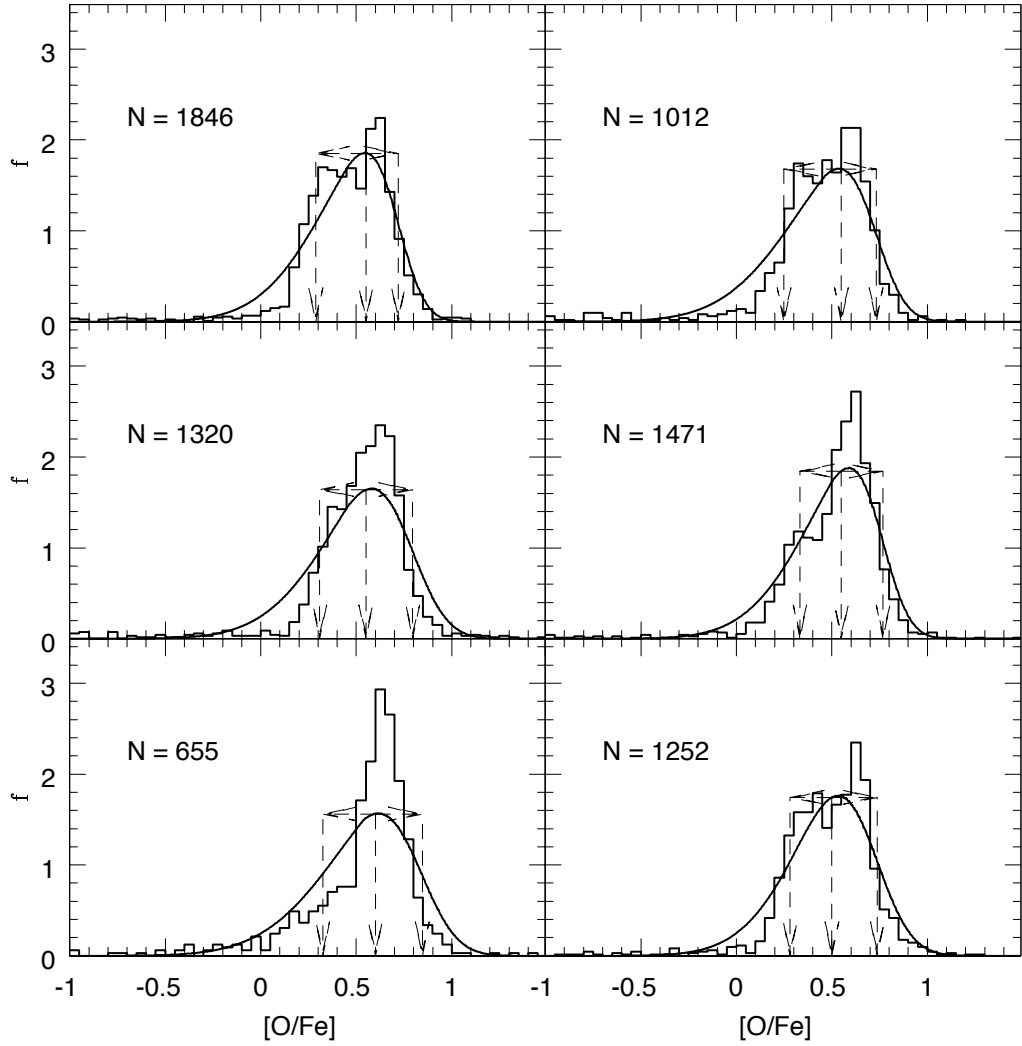 3
2
1
0
f
N = 1846
N = 1012
3
2
1
0
f
N = 1320
N = 1471
3
2
1
0
f
N = 655
N = 1252
-1 -0.5 0 0.5 1 -1 -0.5 0 0.5 1
[O/Fe] [O/Fe]